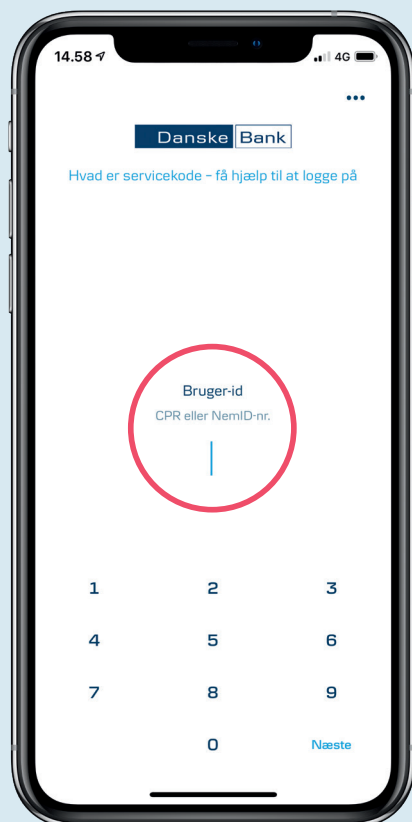 14.58
4G
Danske Bank
Hvad er servicekode – få hjælp til at logge på
Bruger-id
CPR eller NemID-nr.
1 2 3
4 5 6
7 8 9
0 Næste